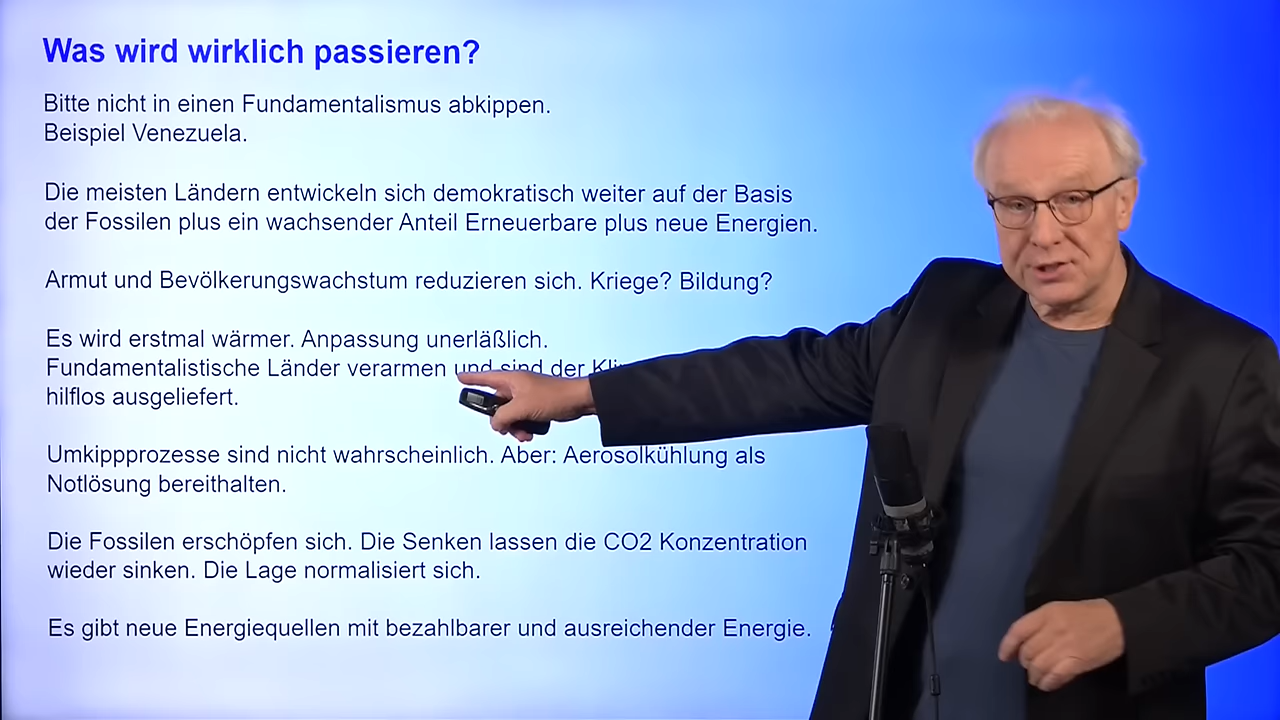 Was wird wirklich passieren?
Bitte nicht in einen Fundamentalismus abkippen.
Beispiel Venezuela.
Die meisten Ländern entwickeln sich demokratisch weiter auf der Basis
der Fossilen plus ein wachsender Anteil Erneuerbare plus neue Energien.
Armut und Bevölkerungswachstum reduzieren sich. Kriege? Bildung?
Es wird erstmal wärmer. Anpassung unerläßlich.
Fundamentalistische Länder verarmen und sind der
hilflos ausgeliefert.
Umkippprozesse sind nicht wahrscheinlich. Aber: Aerosolkühlung als
Notlösung bereithalten.
Die Fossilen erschöpfen sich. Die Senken lassen die CO2 Konzentration
wieder sinken. Die Lage normalisiert sich.
Es gibt neue Energiequellen mit bezahlbarer und ausreichender Energie.